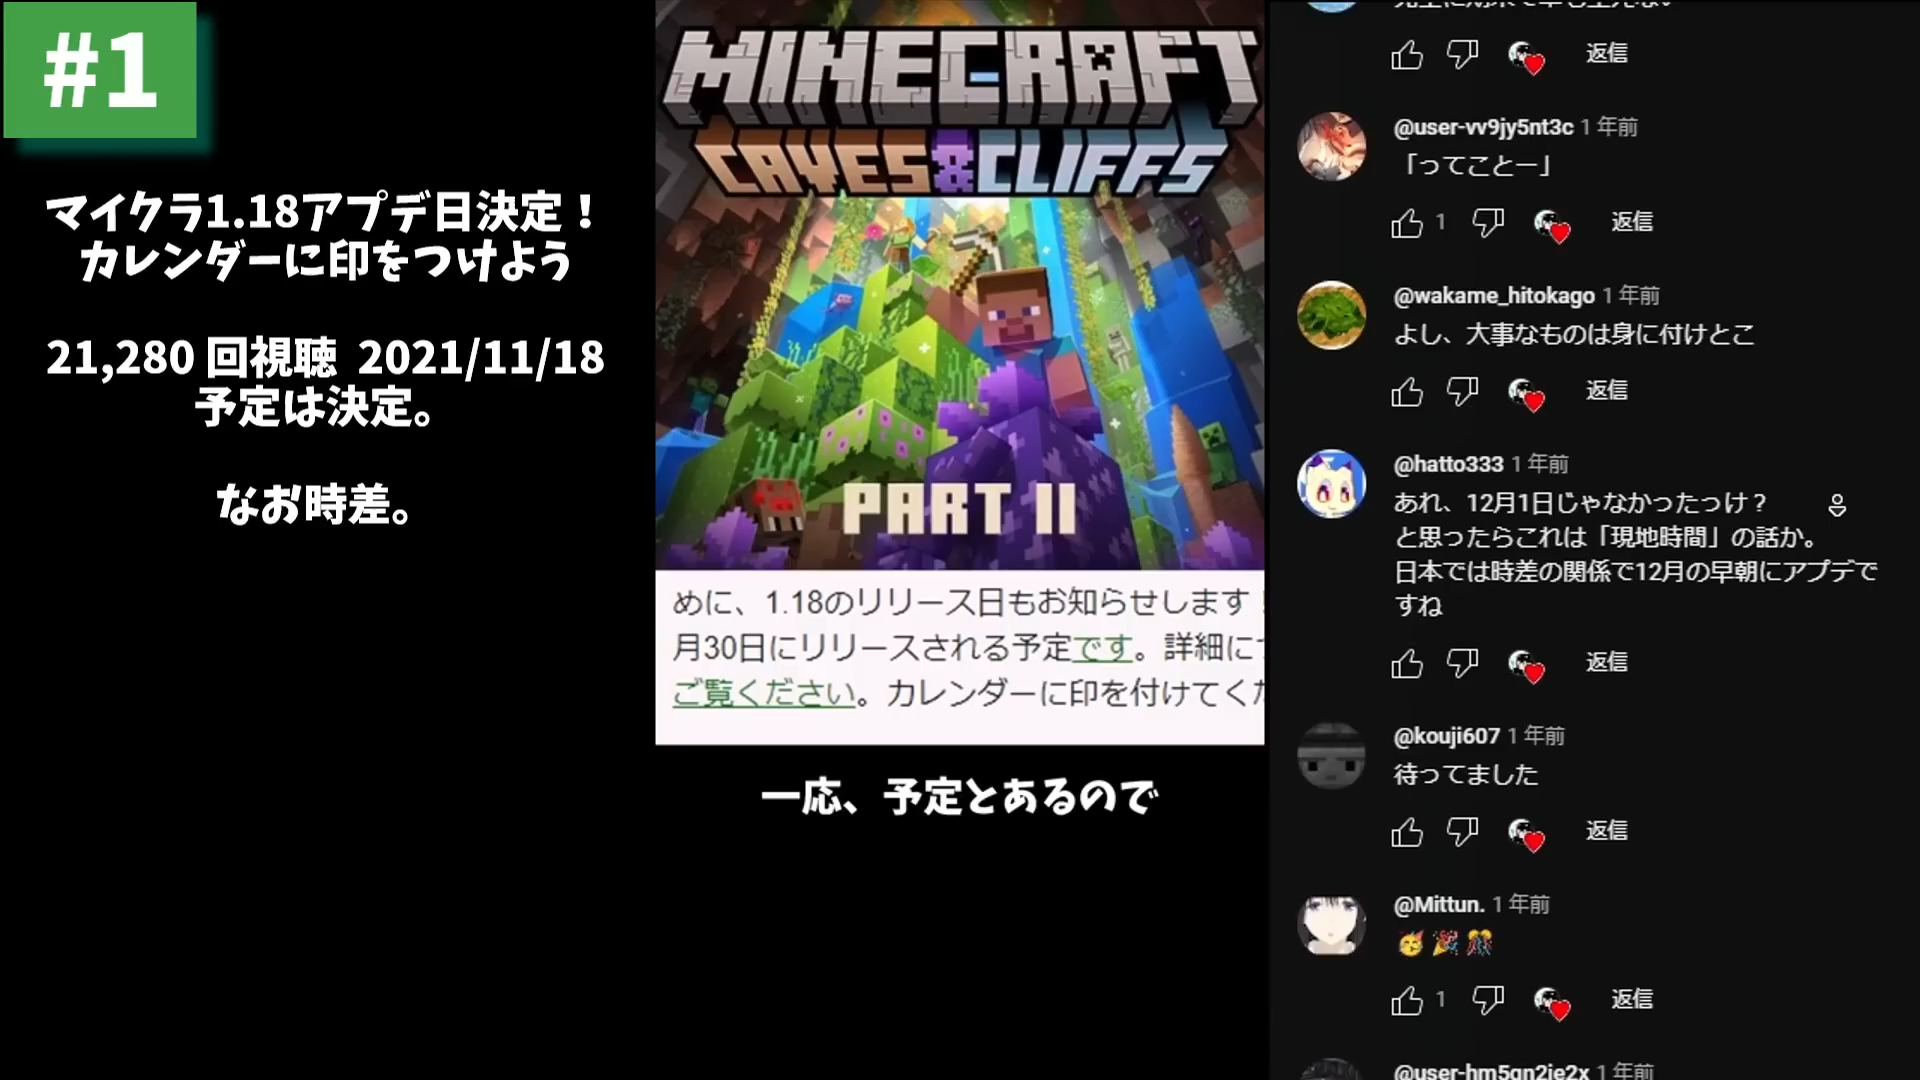 #1
マイクラ1.18アプデ日決定！
カレンダーに印をつけよう
21,280 回視聴 2021/11/18
予定は決定。
なお時差。
MINECRAFT
CAVES & CLIFFS
PART II
めに、1.18のリリース日もお知らせします！
月30日にリリースされる予定です。詳細に
ご覧ください。カレンダーに印を付けてくだ
一応、予定とあるので
返信
@user-vv9jy5nt3c 1 年前
「ってことー」
1 返信
@wakame_hitokago 1 年前
よし、大事なものは身に付けとこ
返信
@hatto333 1 年前
あれ、12月1日じゃなかったっけ？
と思ったらこれは「現地時間」の話か。
日本では時差の関係で12月の早朝にアプデで
すね
返信
@kouji607 1 年前
待ってました
返信
@Mittun. 1 年前
🥳🎉🎊
1 返信
@user-hm5gn2ie2x 1 年前